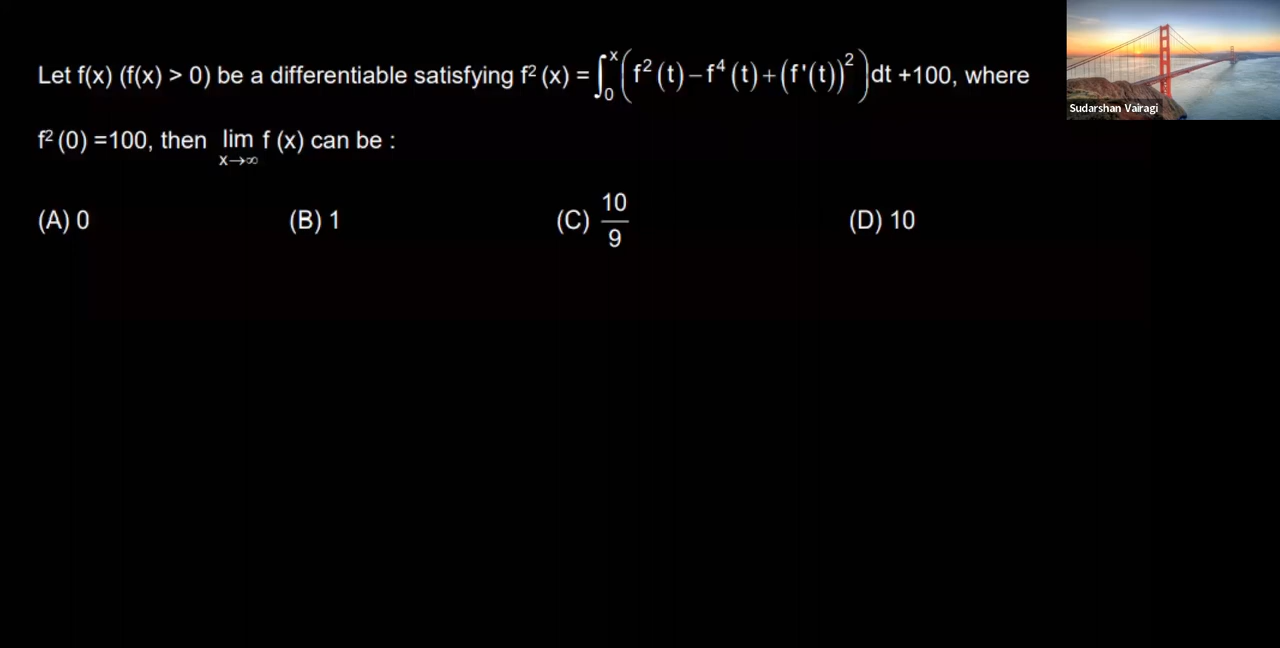 Let f(x) (f(x) > 0) be a differentiable satisfying f² (x) = ∫₀ˣ (f² (t) − f⁴ (t) + (f'(t))²) dt +100, where
f² (0) =100, then lim x→∞ f (x) can be :
(A) 0 (B) 1 (C) 10/9 (D) 10
Sudarshan Vairagi